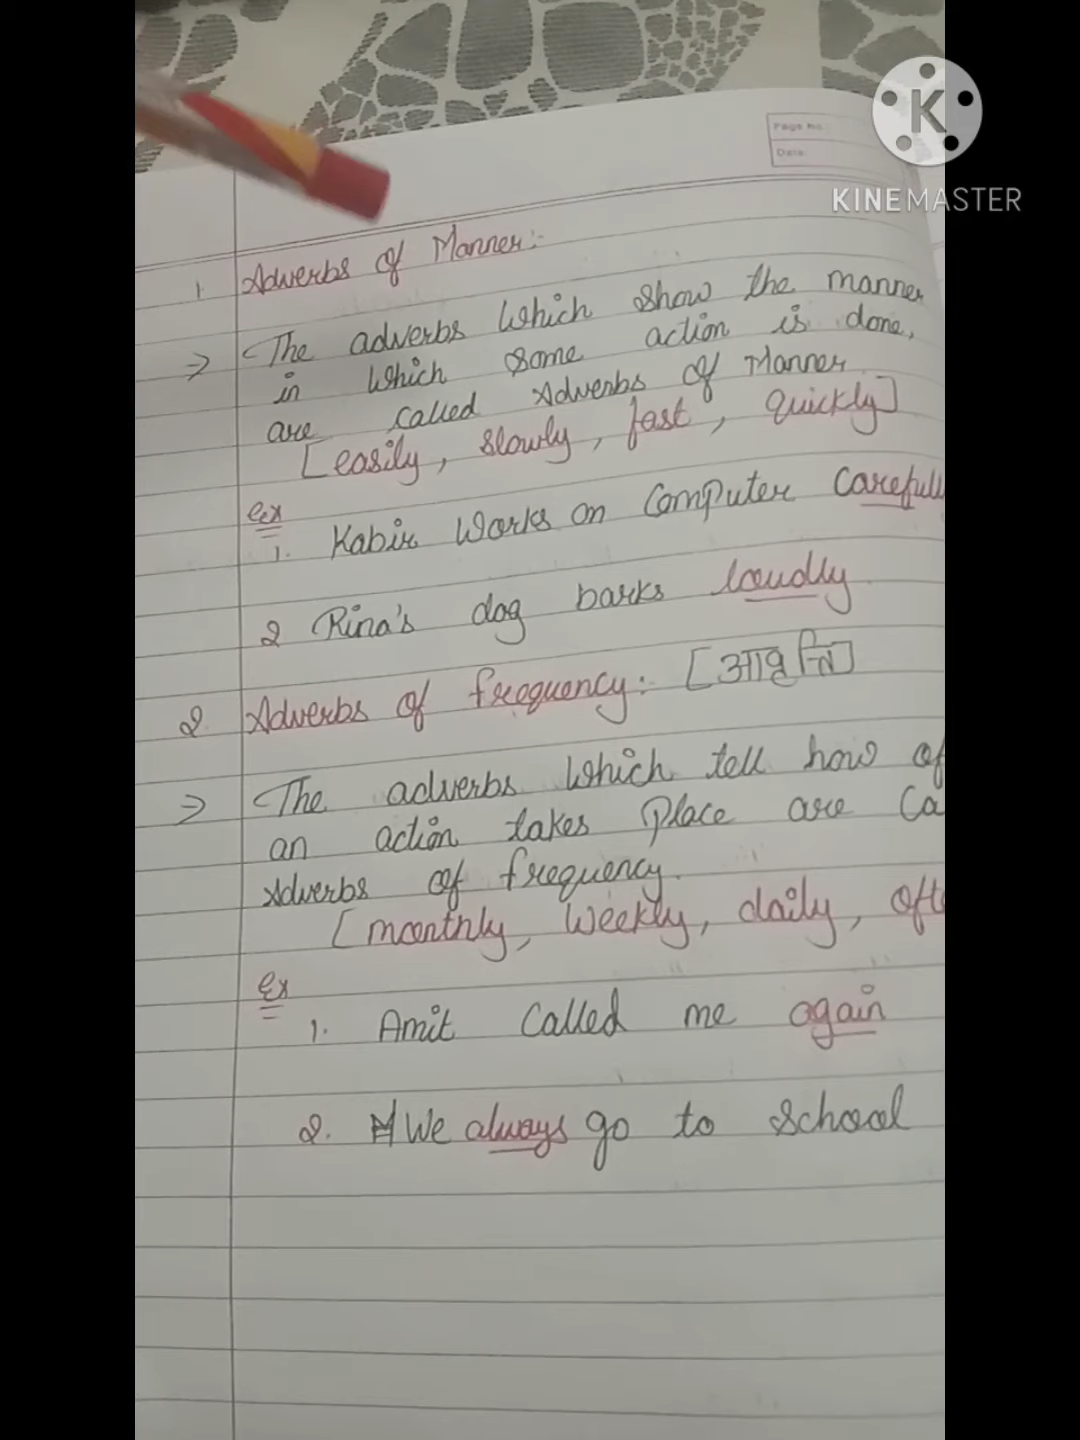 Page No.
Date:
K
KINEMASTER
1. Adverbs of Manner:-
→ The adverbs which show the manner
in which some action is done,
are called Adverbs of Manner
[easily, slowly, fast, quickly]
ex
1. Kabir works on Computer Carefull
2 Rina's dog barks loudly
2. Adverbs of frequency:- [आवृत्ति]
→ The adverbs which tell how of
an action takes place are Ca
Adverbs of frequency.
[monthly, Weekly, daily, ofte
Ex
1. Amit Called me again
2. We always go to School